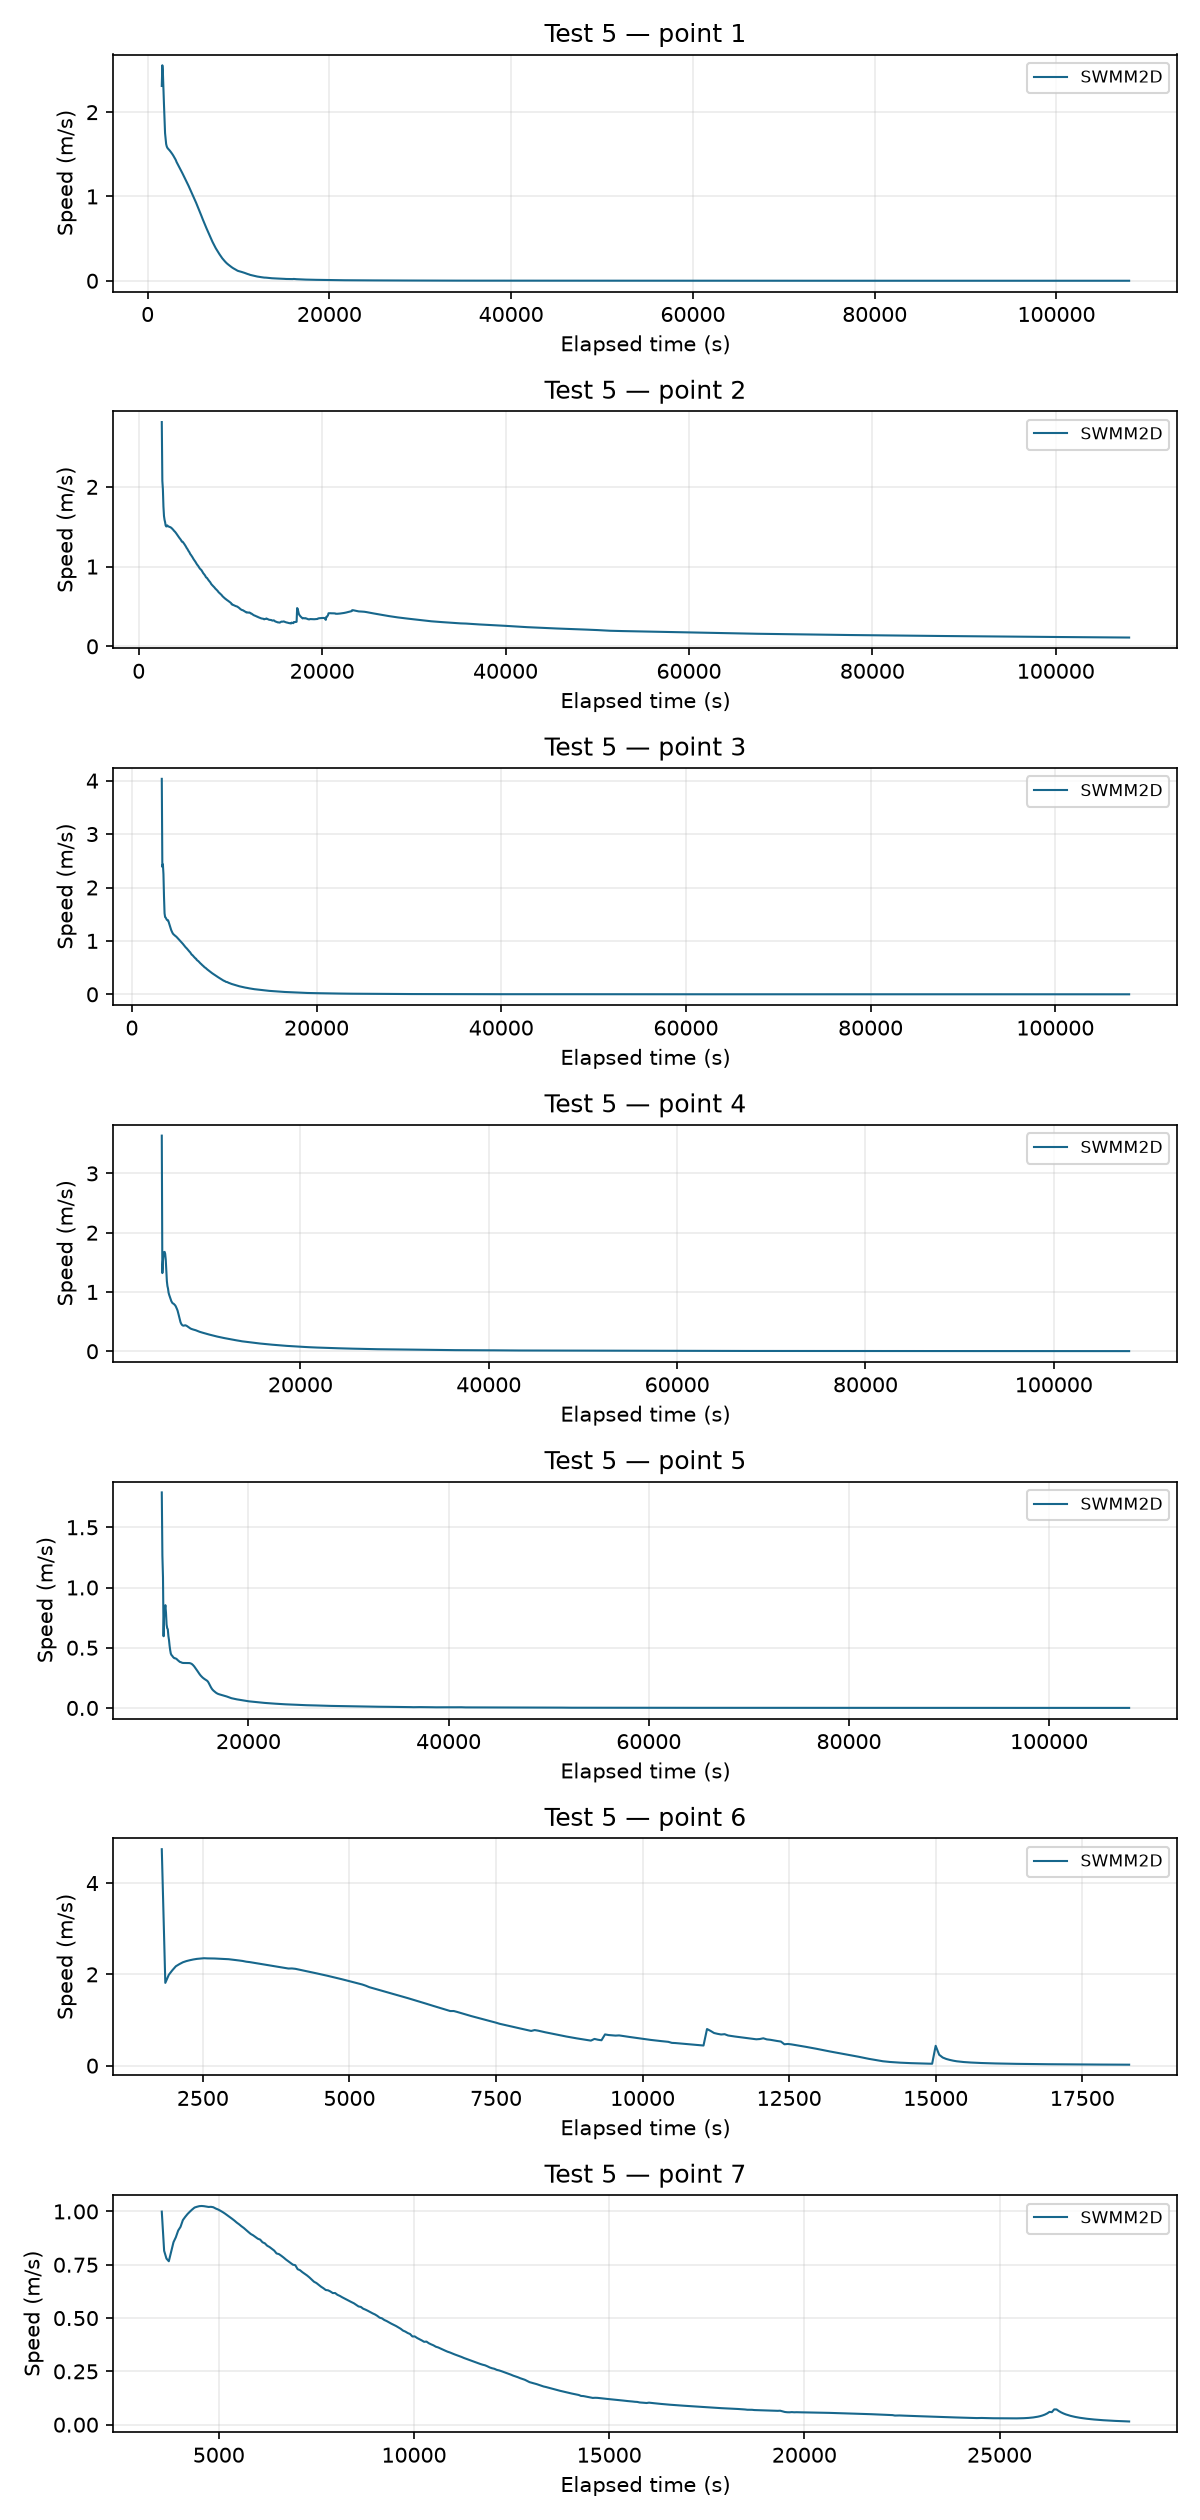 Test 5 — point 1
SWMM2D
Speed (m/s)
2
1
0
0 20000 40000 60000 80000 100000
Elapsed time (s)
Test 5 — point 2
SWMM2D
Speed (m/s)
2
1
0
0 20000 40000 60000 80000 100000
Elapsed time (s)
Test 5 — point 3
SWMM2D
Speed (m/s)
4
3
2
1
0
0 20000 40000 60000 80000 100000
Elapsed time (s)
Test 5 — point 4
SWMM2D
Speed (m/s)
3
2
1
0
20000 40000 60000 80000 100000
Elapsed time (s)
Test 5 — point 5
SWMM2D
Speed (m/s)
1.5
1.0
0.5
0.0
20000 40000 60000 80000 100000
Elapsed time (s)
Test 5 — point 6
SWMM2D
Speed (m/s)
4
2
0
2500 5000 7500 10000 12500 15000 17500
Elapsed time (s)
Test 5 — point 7
SWMM2D
Speed (m/s)
1.00
0.75
0.50
0.25
0.00
5000 10000 15000 20000 25000
Elapsed time (s)